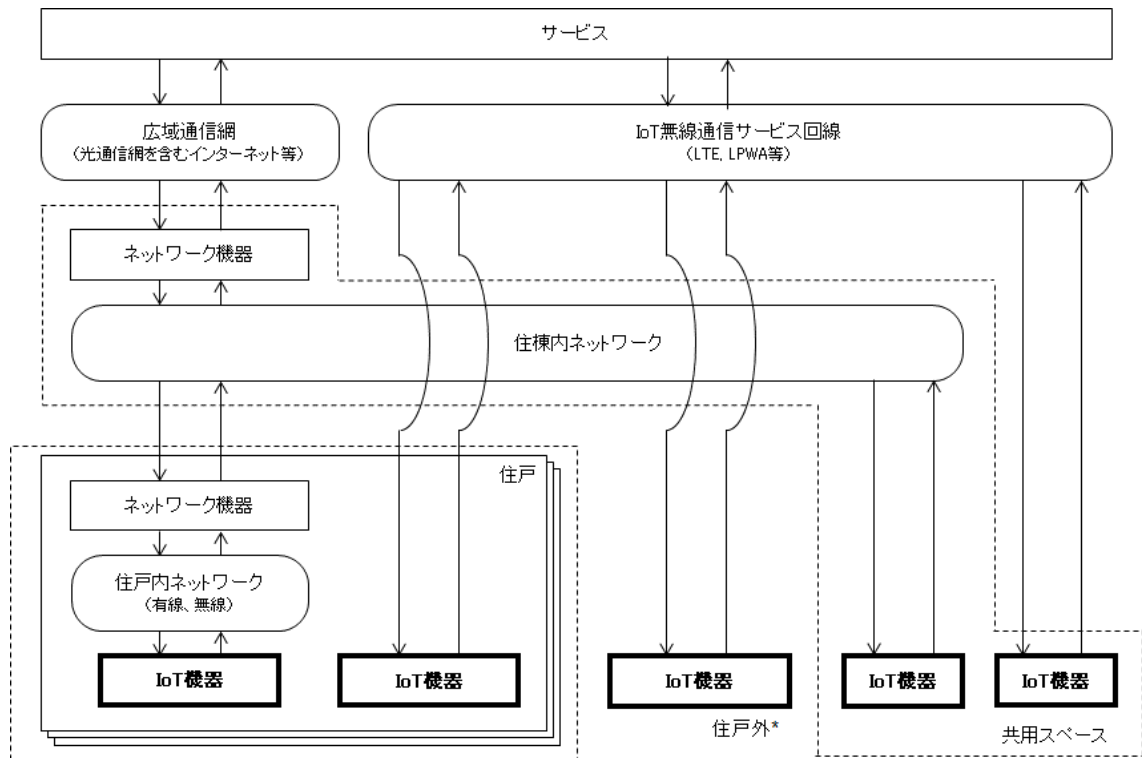 サービス
広域通信網
(光通信網を含むインターネット等)
IoT無線通信サービス回線
(LTE, LPWA等)
ネットワーク機器
住棟内ネットワーク
住戸
ネットワーク機器
住戸内ネットワーク
(有線、無線)
IoT機器
IoT機器
IoT機器
IoT機器
IoT機器
住戸外*
共用スペース